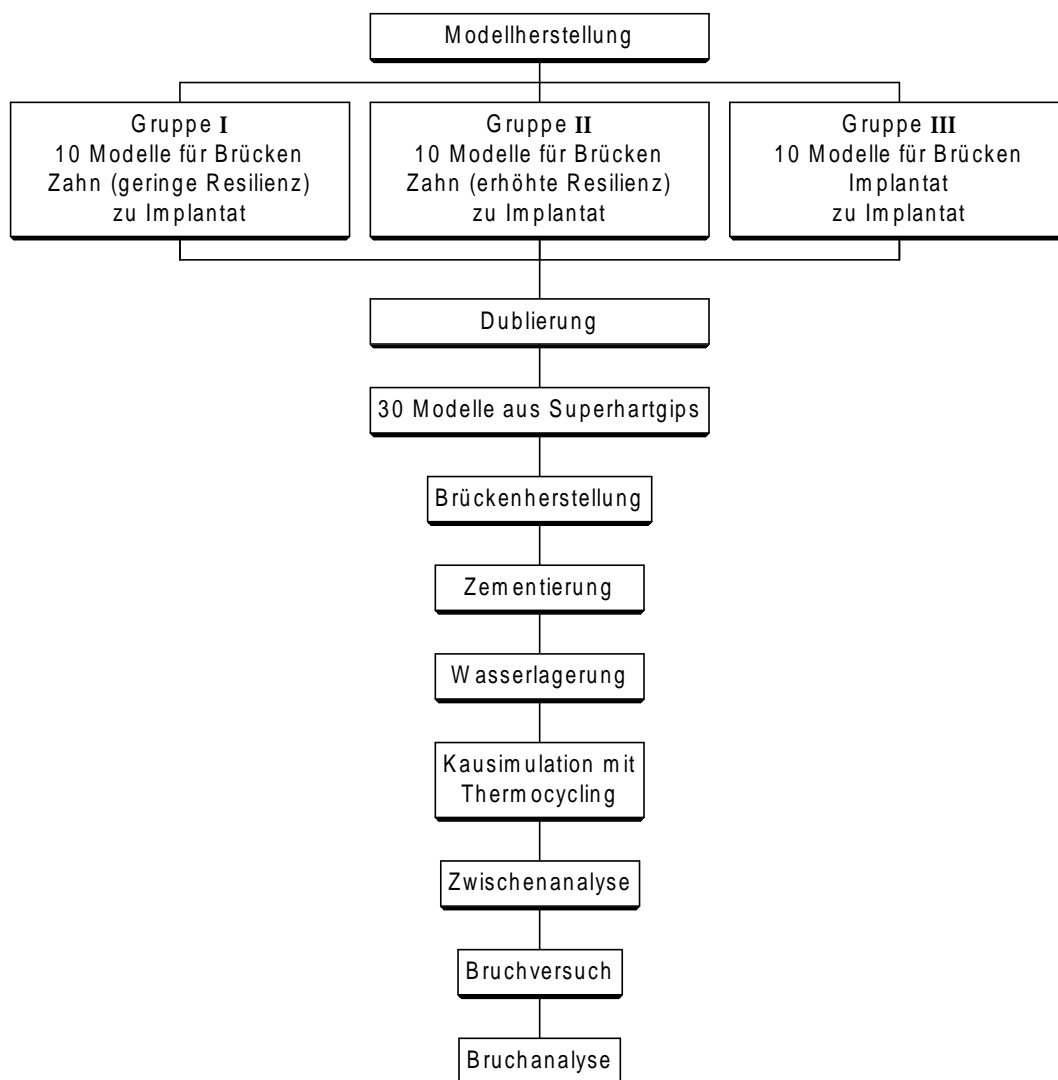 Modellherstellung
Gruppe I
10 Modelle für Brücken
Zahn (geringe Resilienz)
zu Implantat
Gruppe II
10 Modelle für Brücken
Zahn (erhöhte Resilienz)
zu Implantat
Gruppe III
10 Modelle für Brücken
Implantat
zu Implantat
Dublierung
30 Modelle aus Superhartgips
Brückenherstellung
Zementierung
Wasserlagerung
Kausimulation mit
Thermocycling
Zwischenanalyse
Bruchversuch
Bruchanalyse